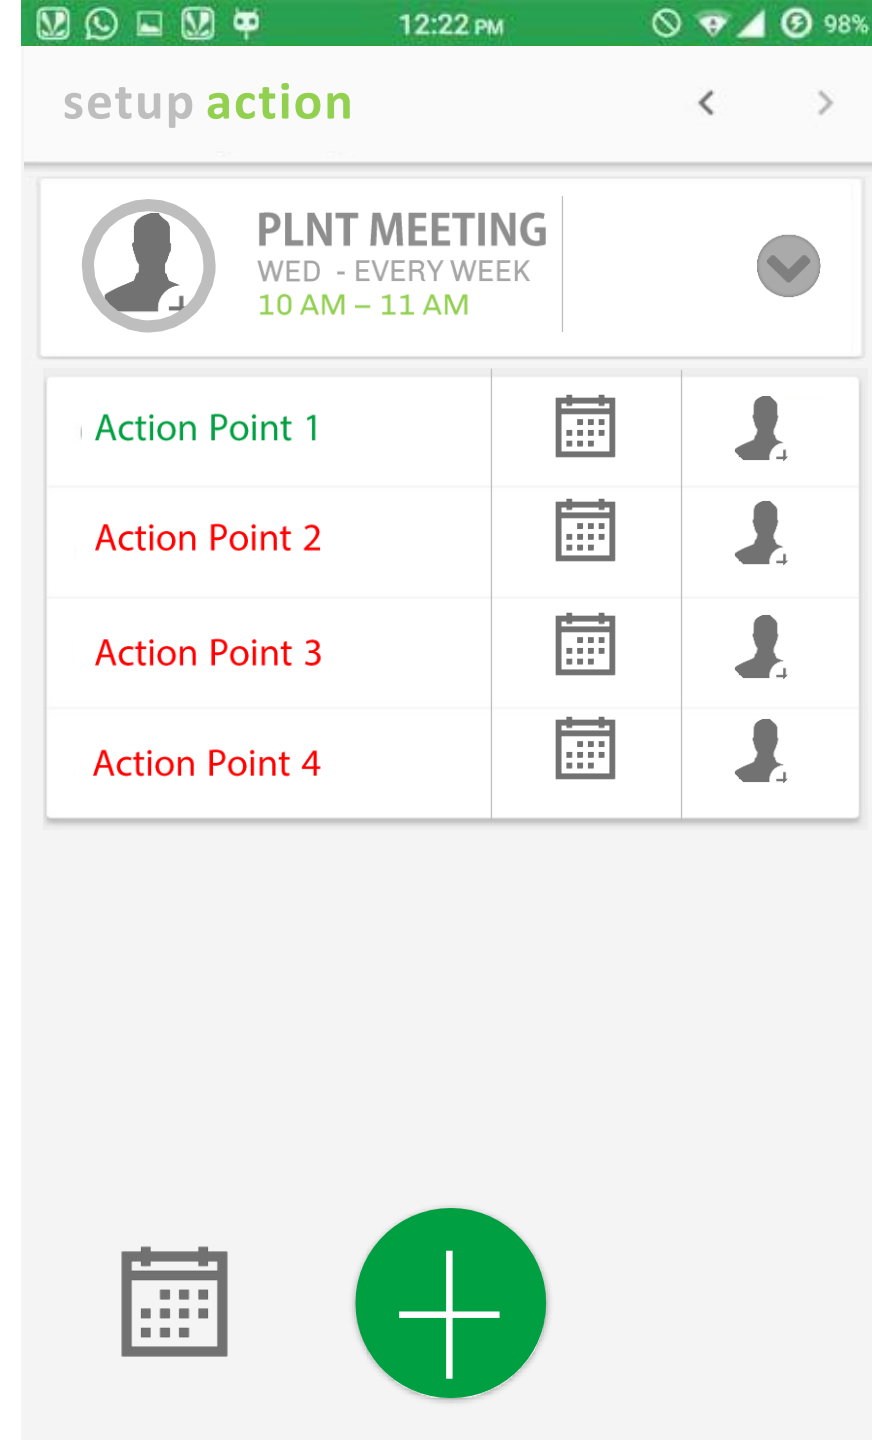 12:22 PM 98%
setup action
PLNT MEETING
WED - EVERY WEEK
10 AM – 11 AM
Action Point 1
Action Point 2
Action Point 3
Action Point 4